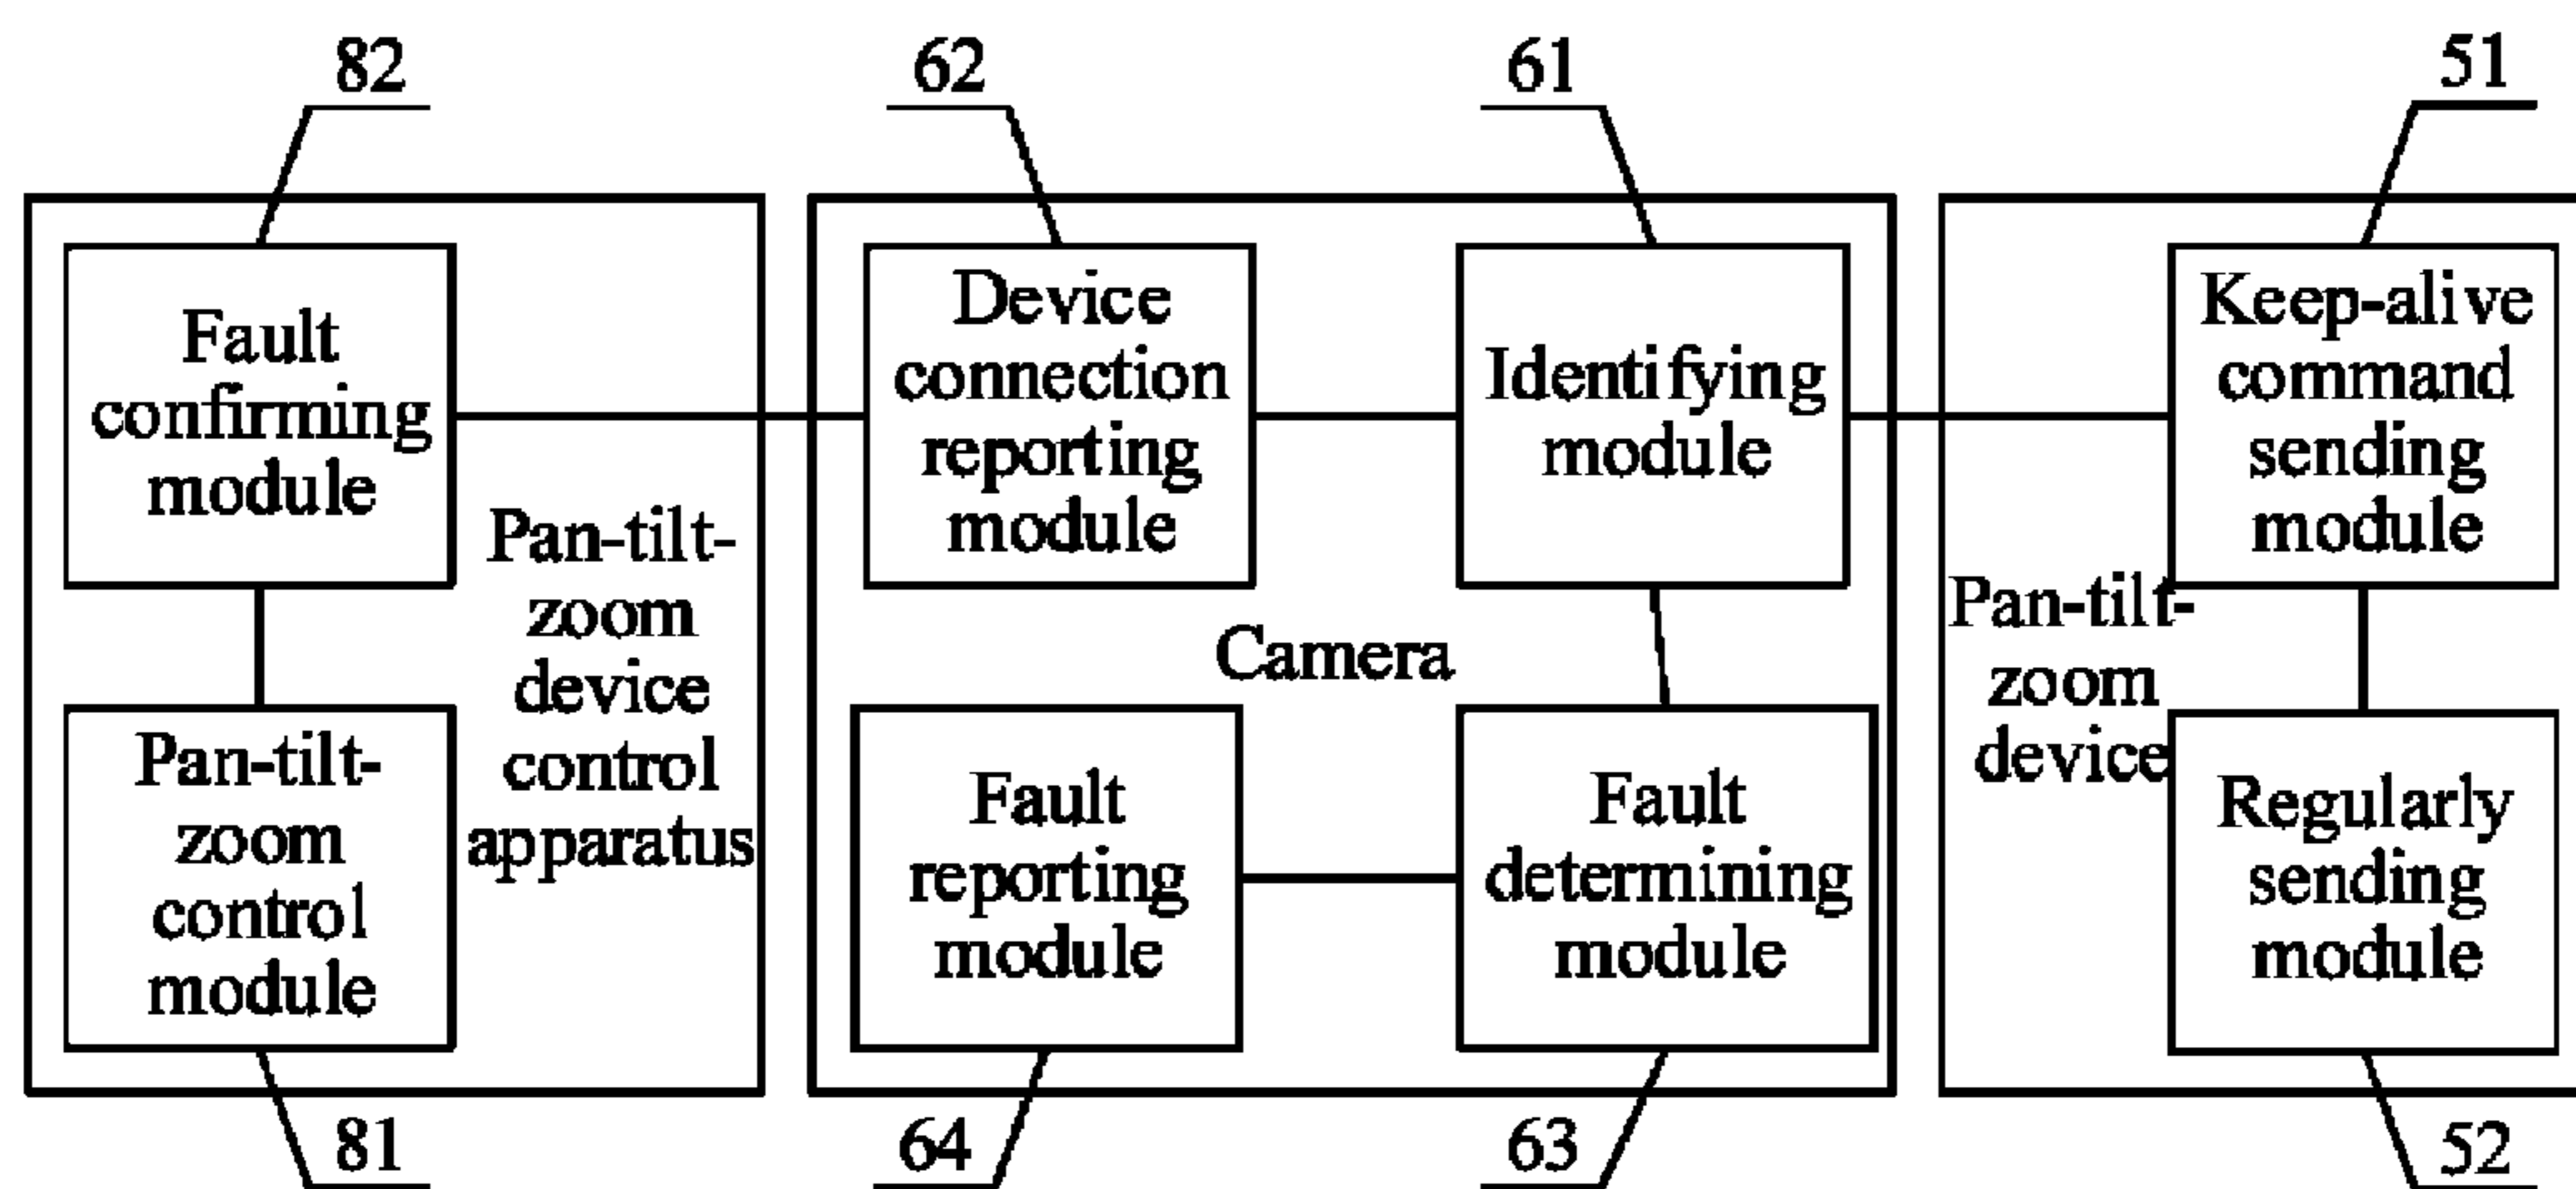 82
62
61
51
Fault
confirming
module
Pan-tilt-
zoom
device
control
apparatus
Pan-tilt-
zoom
control
module
Device
connection
reporting
module
Identifying
module
Camera
Fault
reporting
module
Fault
determining
module
Pan-tilt-
zoom
device
Keep-alive
command
sending
module
Regularly
sending
module
81
64
63
52